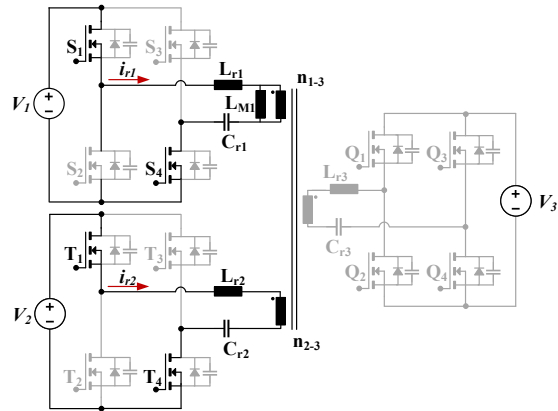 S1
S3
ir1
Lr1
n1-3
V1
LM1
Cr1
S2
S4
Q1
Q3
Lr3
V3
T1
T3
Cr3
ir2
Lr2
Q2
Q4
V2
Cr2
n2-3
T2
T4